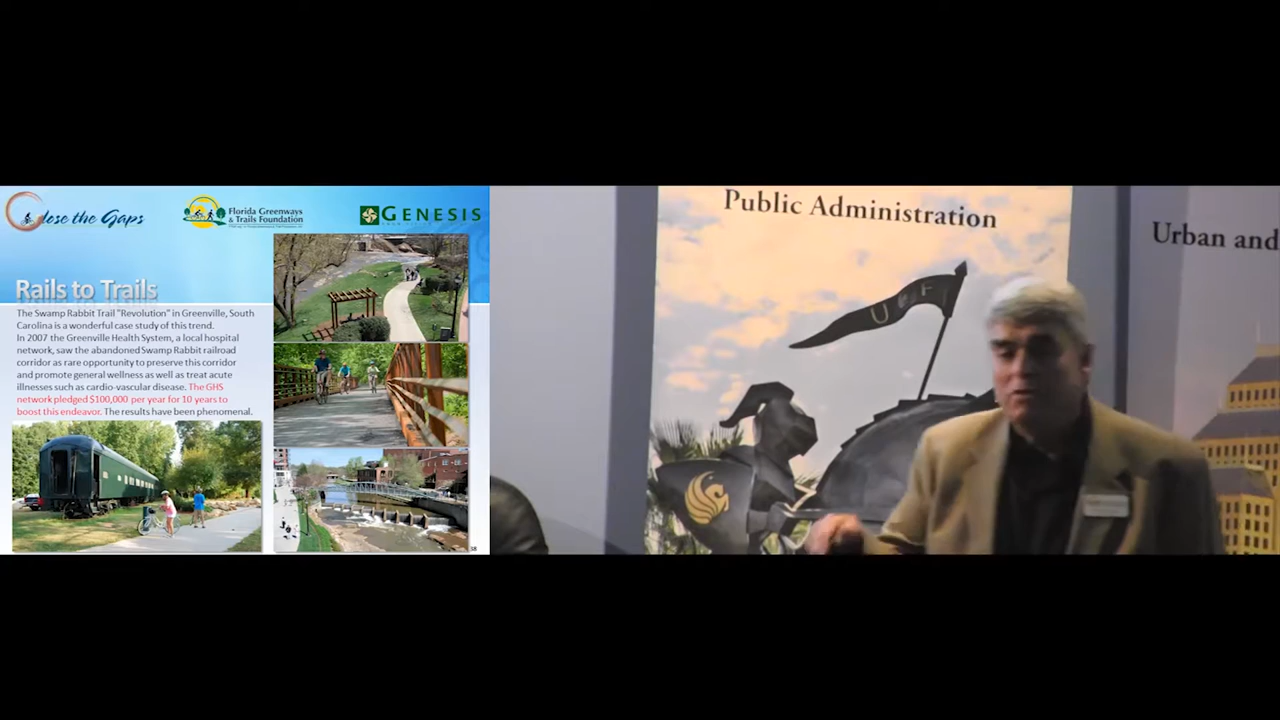 Close the Gaps
Florida Greenways
& Trails Foundation
GENESIS
Rails to Trails
The Swamp Rabbit Trail "Revolution" in Greenville, South
Carolina is a wonderful case study of this trend.
In 2007 the Greenville Health System, a local hospital
network, saw the abandoned Swamp Rabbit railroad
corridor as rare opportunity to preserve this corridor
and promote general wellness as well as treat acute
illnesses such as cardio-vascular disease. The GHS
network pledged $100,000 per year for 10 years to
boost this endeavor. The results have been phenomenal.
Public Administration
UCF
Urban and